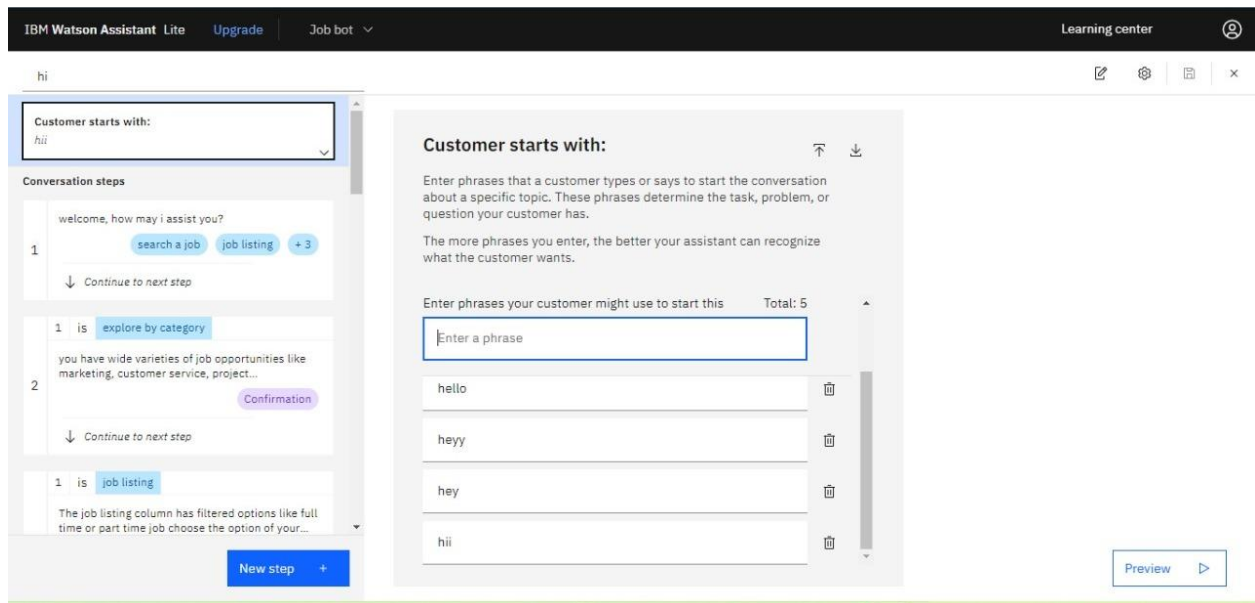 IBM Watson Assistant Lite Upgrade Job bot Learning center
hi
Customer starts with:
hii
Conversation steps
welcome, how may i assist you?
search a job job listing + 3
1
Continue to next step
1 is explore by category
you have wide varieties of job opportunities like
marketing, customer service, project...
2
Confirmation
Continue to next step
1 is job listing
The job listing column has filtered options like full
time or part time job choose the option of your...
New step +
Customer starts with:
Enter phrases that a customer types or says to start the conversation
about a specific topic. These phrases determine the task, problem, or
question your customer has.
The more phrases you enter, the better your assistant can recognize
what the customer wants.
Enter phrases your customer might use to start this Total: 5
Enter a phrase
hello
heyy
hey
hii
Preview